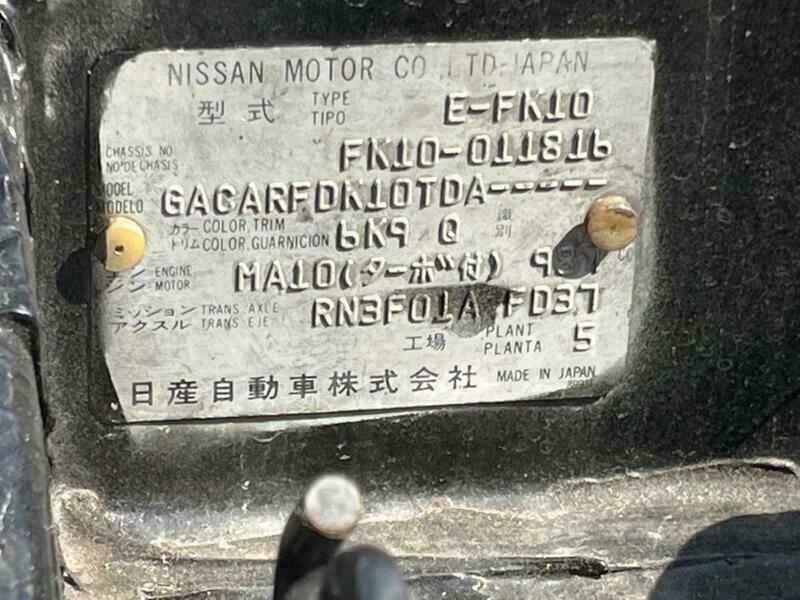 NISSAN MOTOR CO., LTD. JAPAN
型式 TYPE TIPO E-FK10
CHASSIS NO. NO DE CHASIS FK10-011816
MODEL MODELO GACARFDK10TDA-----
カラー トリム COLOR, TRIM COLOR, GUARNICION 6K9 Q 識別
ENGINE MOTOR MA10(ターボ付)
ミッション アクスル TRANS. AXLE TRANS. EJE RN3F01A FD37
工場 PLANT PLANTA 5
日産自動車株式会社 MADE IN JAPAN